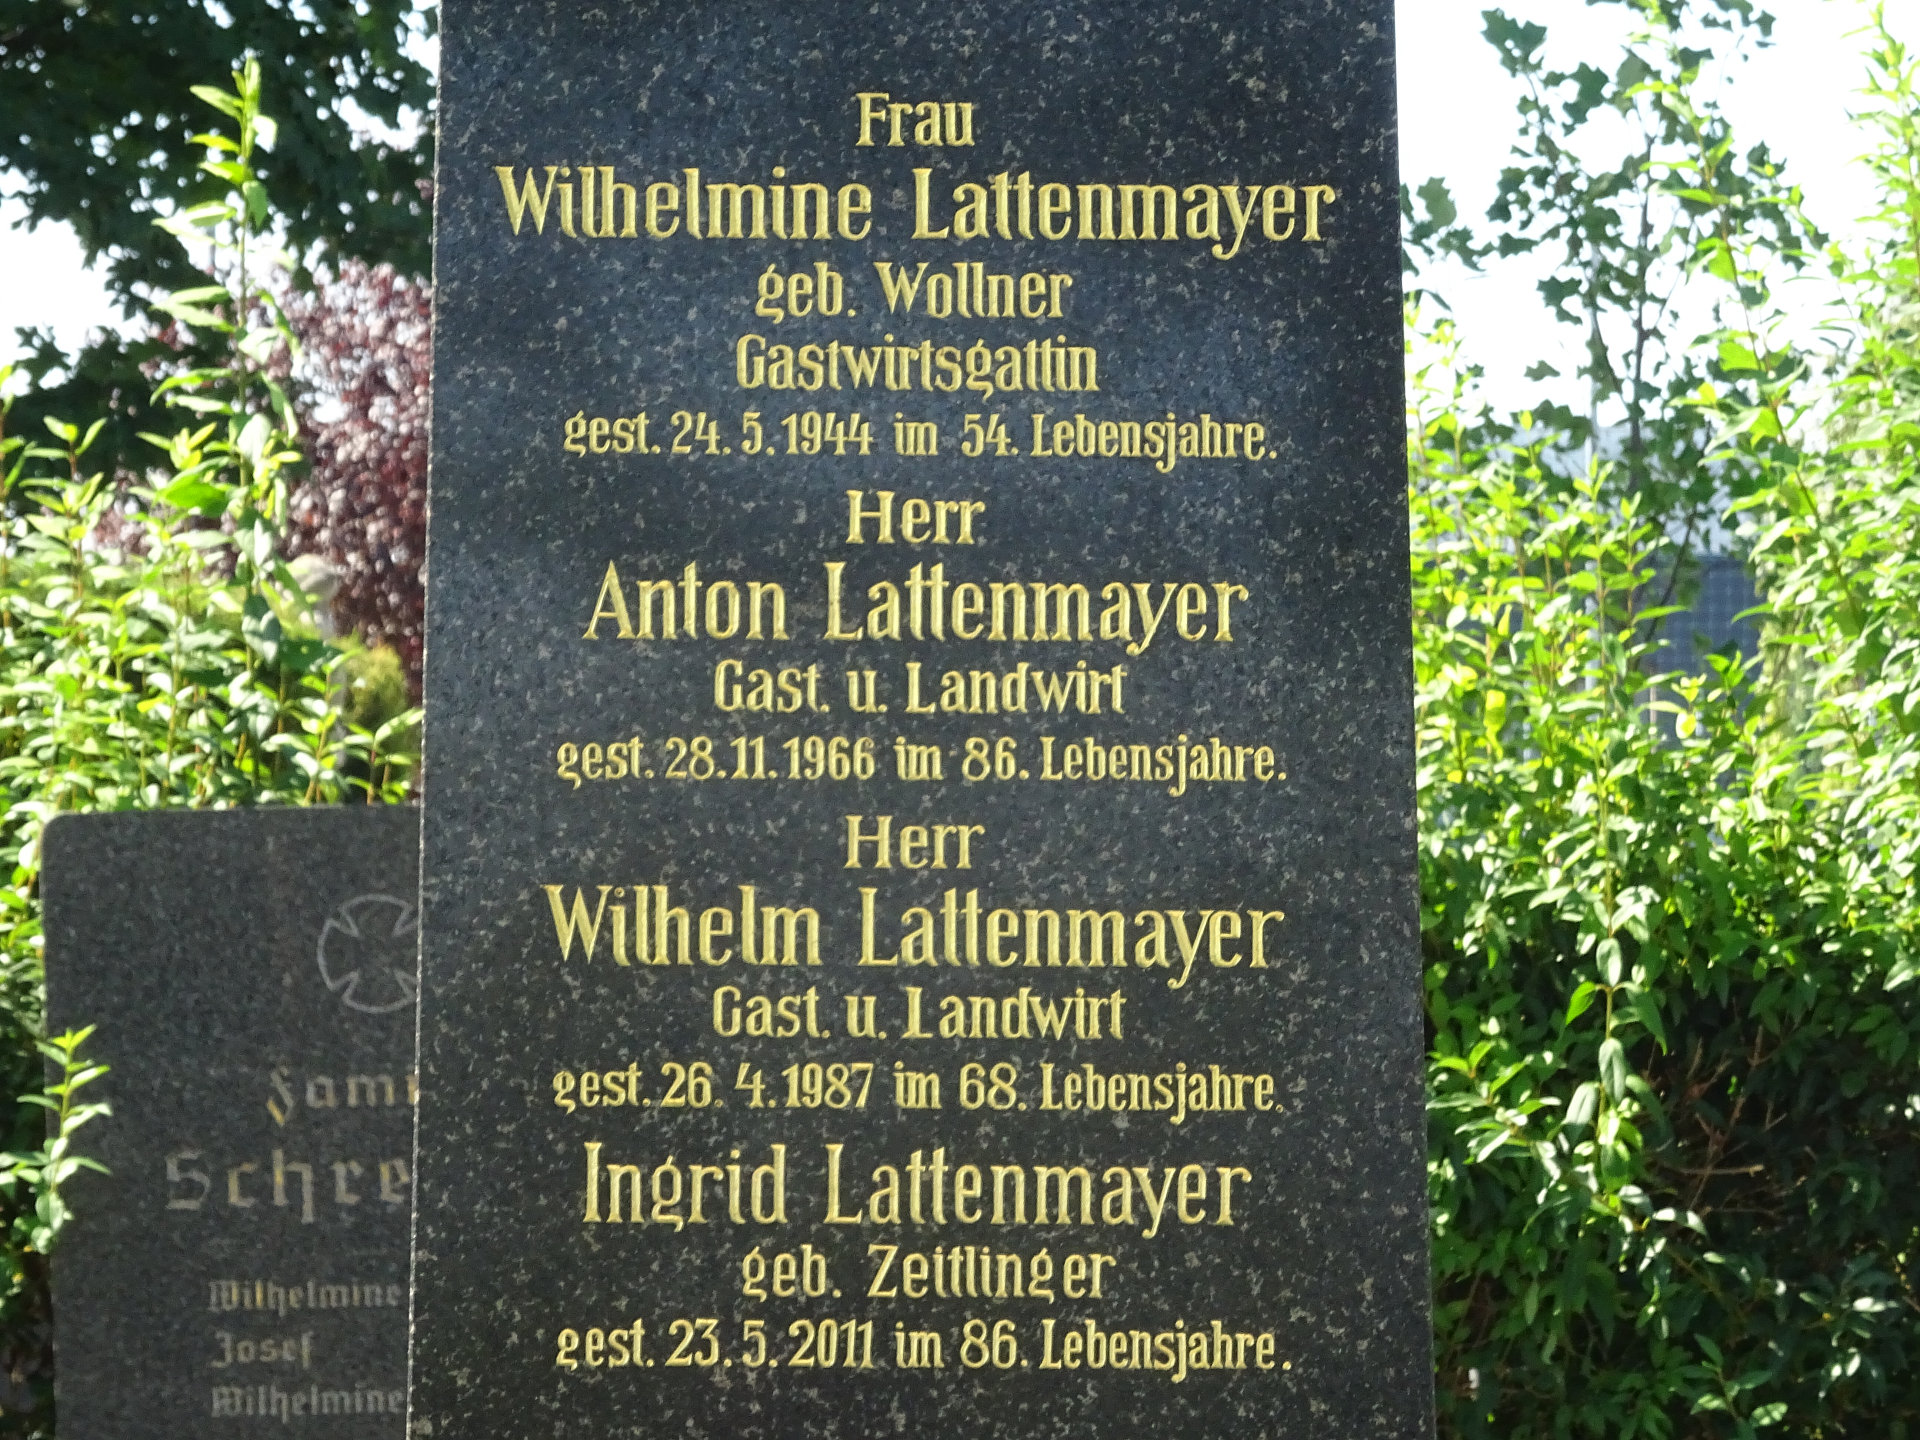 Frau
Wilhelmine Lattenmayer
geb. Wollner
Gastwirtsgattin
gest. 24. 5. 1944 im 54. Lebensjahre.
Herr
Anton Lattenmayer
Gast. u. Landwirt
gest. 28. 11. 1966 im 86. Lebensjahre.
Herr
Wilhelm Lattenmayer
Gast. u. Landwirt
gest. 26. 4. 1987 im 68. Lebensjahre.
Ingrid Lattenmayer
geb. Zeitlinger
gest. 23. 5. 2011 im 86. Lebensjahre.
Wilhelmine
Josef
Wilhelmine